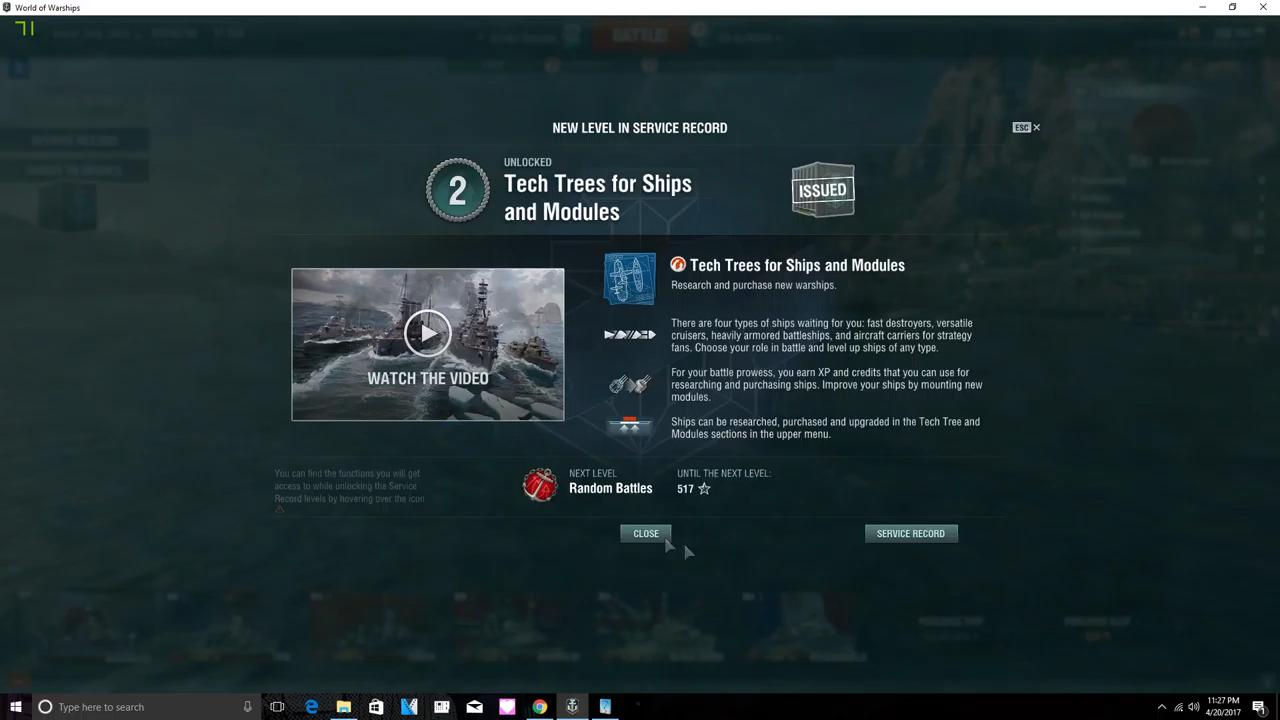 World of Warships
71
BATTLE!
NEW LEVEL IN SERVICE RECORD
ESC
2
UNLOCKED
Tech Trees for Ships
and Modules
ISSUED
WATCH THE VIDEO
Tech Trees for Ships and Modules
Research and purchase new warships.
There are four types of ships waiting for you: fast destroyers, versatile
cruisers, heavily armored battleships, and aircraft carriers for strategy
fans. Choose your role in battle and level up ships of any type.
For your battle prowess, you earn XP and credits that you can use for
researching and purchasing ships. Improve your ships by mounting new
modules.
Ships can be researched, purchased and upgraded in the Tech Tree and
Modules sections in the upper menu.
You can find the functions you will get
access to while unlocking the Service
Record levels by hovering over the icon
NEXT LEVEL
Random Battles
UNTIL THE NEXT LEVEL:
517
CLOSE
SERVICE RECORD
Type here to search
11:27 PM
4/20/2017